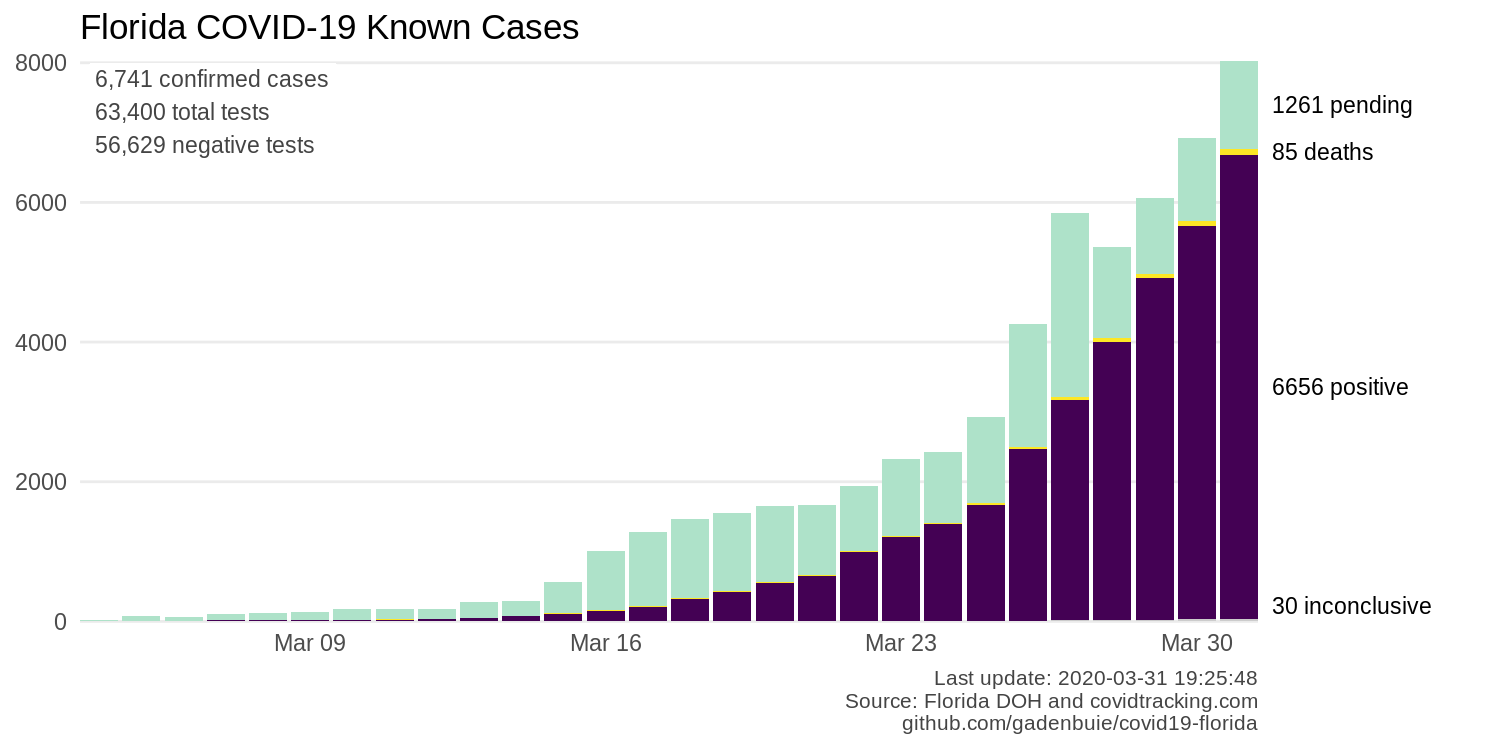 Florida COVID-19 Known Cases
8000
6,741 confirmed cases
63,400 total tests
56,629 negative tests
1261 pending
85 deaths
6000
4000
6656 positive
2000
30 inconclusive
0
Mar 09 Mar 16 Mar 23 Mar 30
Last update: 2020-03-31 19:25:48
Source: Florida DOH and covidtracking.com
github.com/gadenbuie/covid19-florida